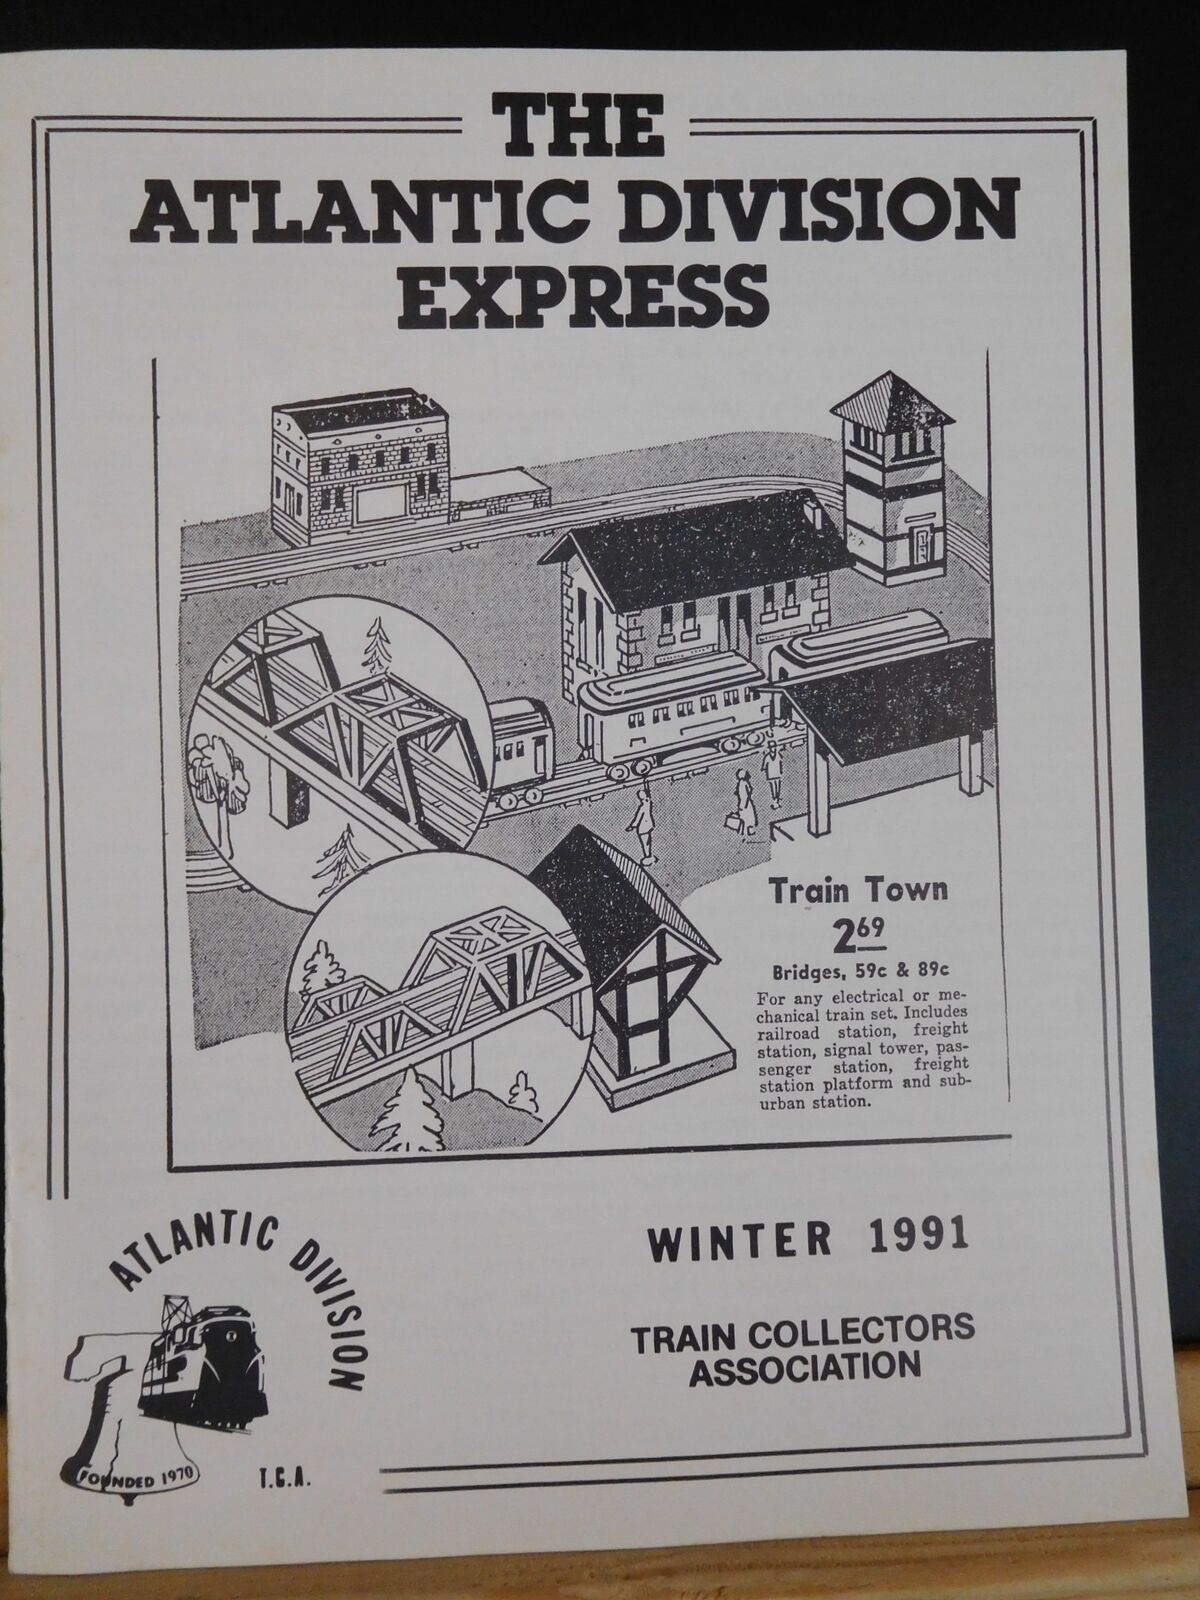 THE
ATLANTIC DIVISION
EXPRESS
Train Town
2 69
Bridges, 59c & 89c
For any electrical or me-
chanical train set. Includes
railroad station, freight
station, signal tower, pas-
senger station, freight
station platform and sub-
urban station.
WINTER 1991
TRAIN COLLECTORS
ASSOCIATION
ATLANTIC DIVISION
FOUNDED 1970
T.C.A.